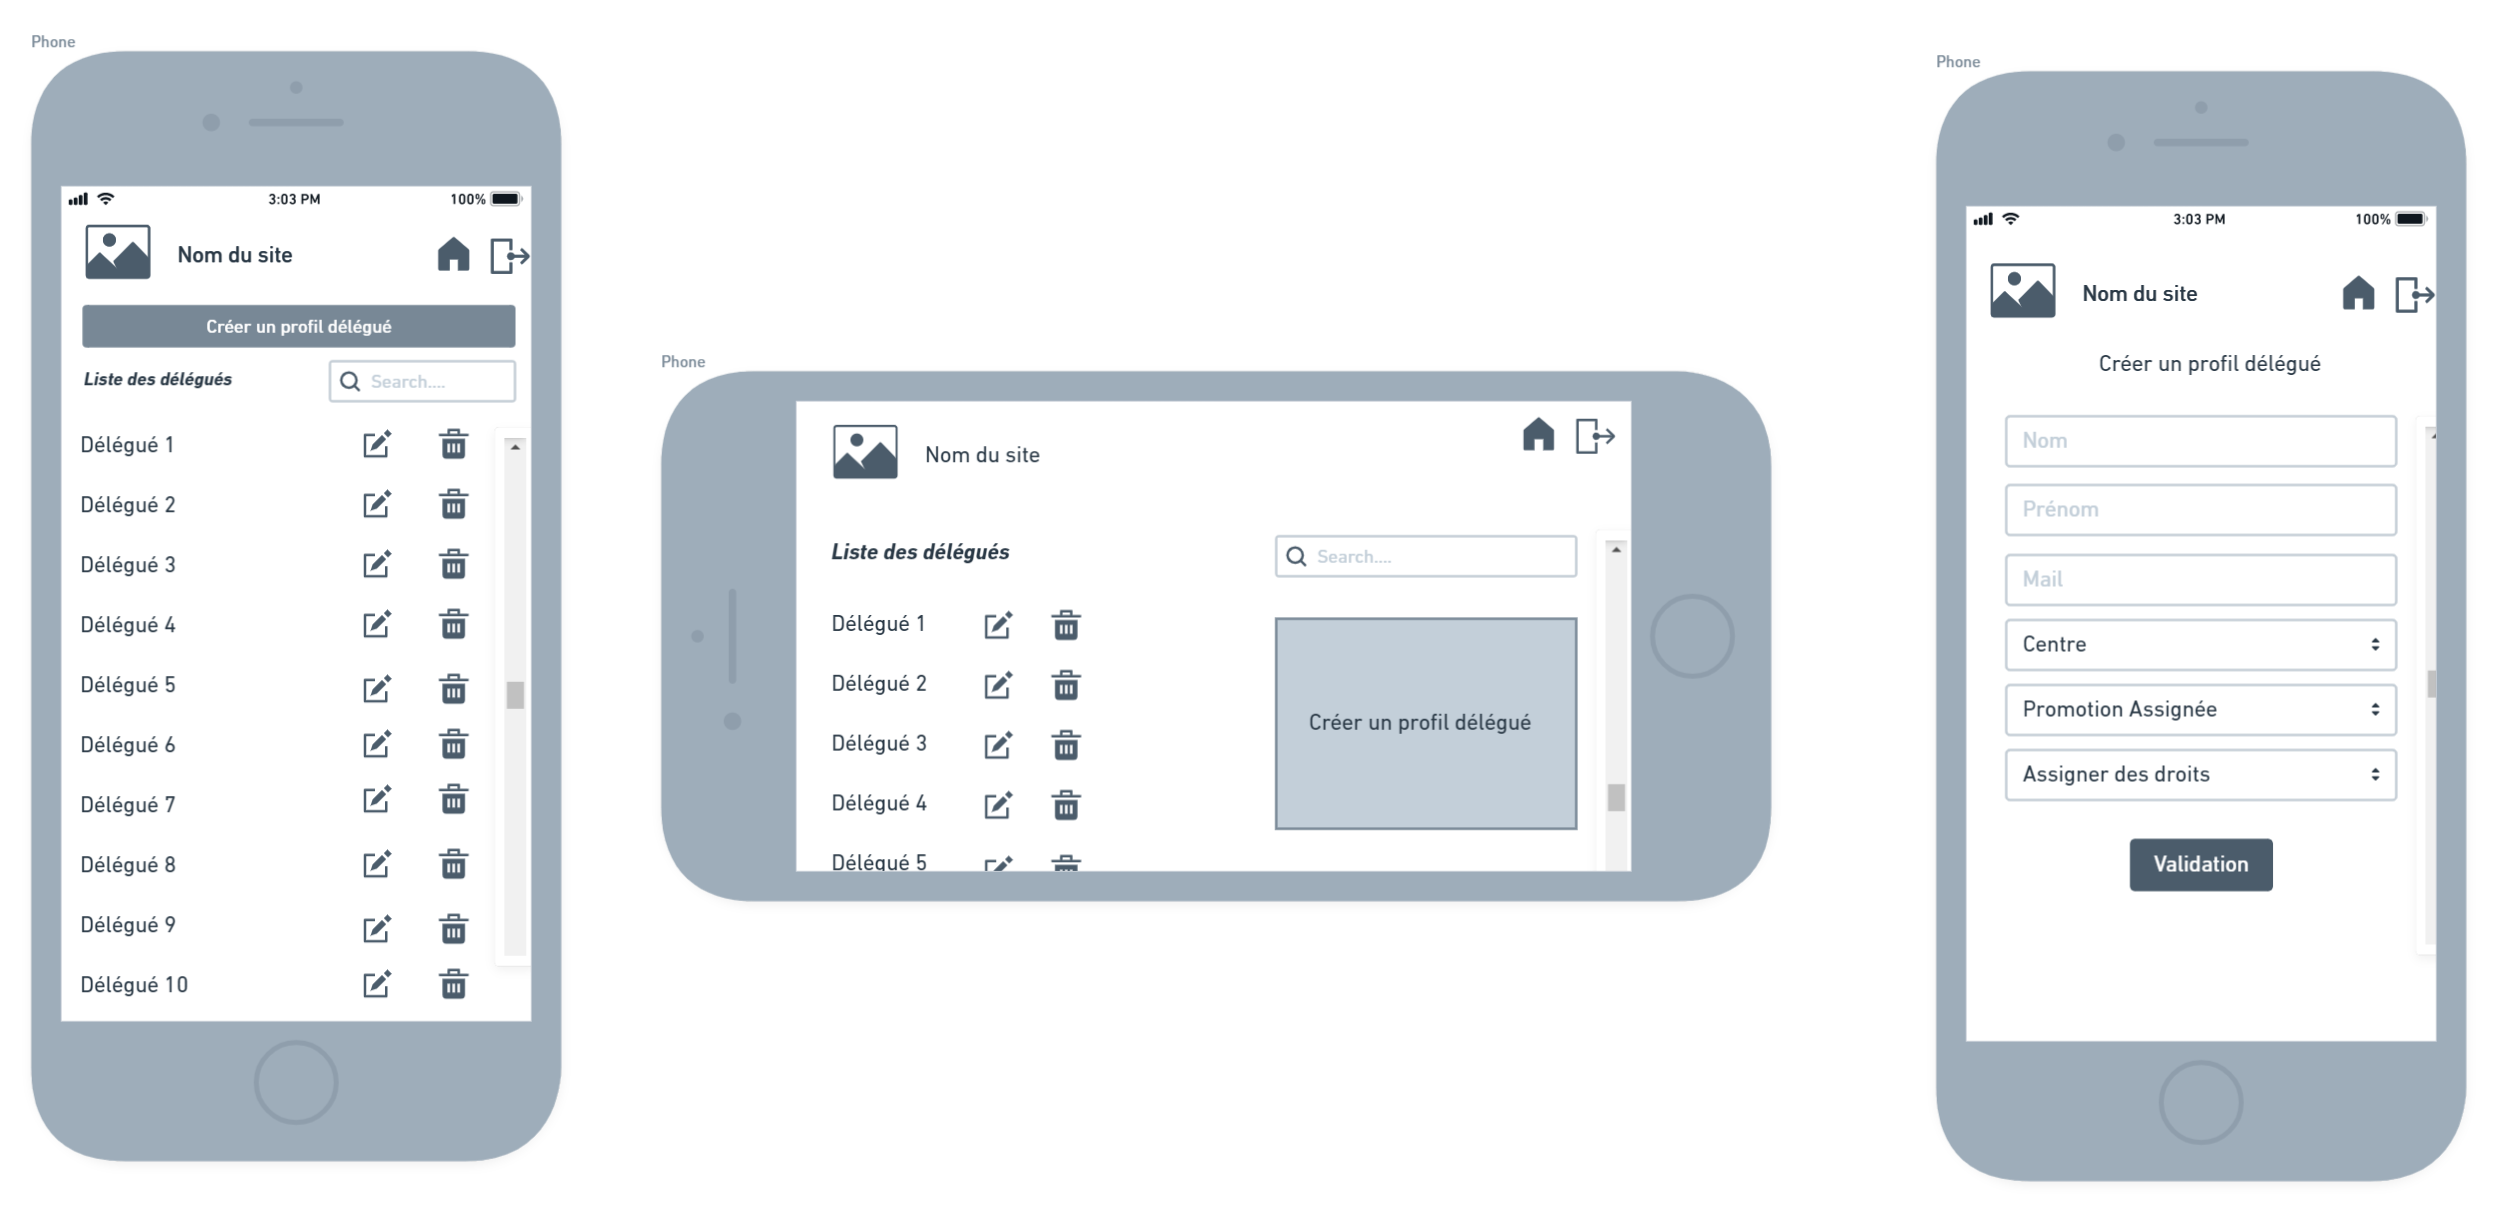 Phone
3:03 PM
100%
Nom du site
Créer un profil délégué
Liste des délégués
Search....
Délégué 1
Délégué 2
Délégué 3
Délégué 4
Délégué 5
Délégué 6
Délégué 7
Délégué 8
Délégué 9
Délégué 10
Phone
Nom du site
Liste des délégués
Search....
Délégué 1
Délégué 2
Délégué 3
Délégué 4
Délégué 5
Créer un profil délégué
Phone
3:03 PM
100%
Nom du site
Créer un profil délégué
Nom
Prénom
Mail
Centre
Promotion Assignée
Assigner des droits
Validation